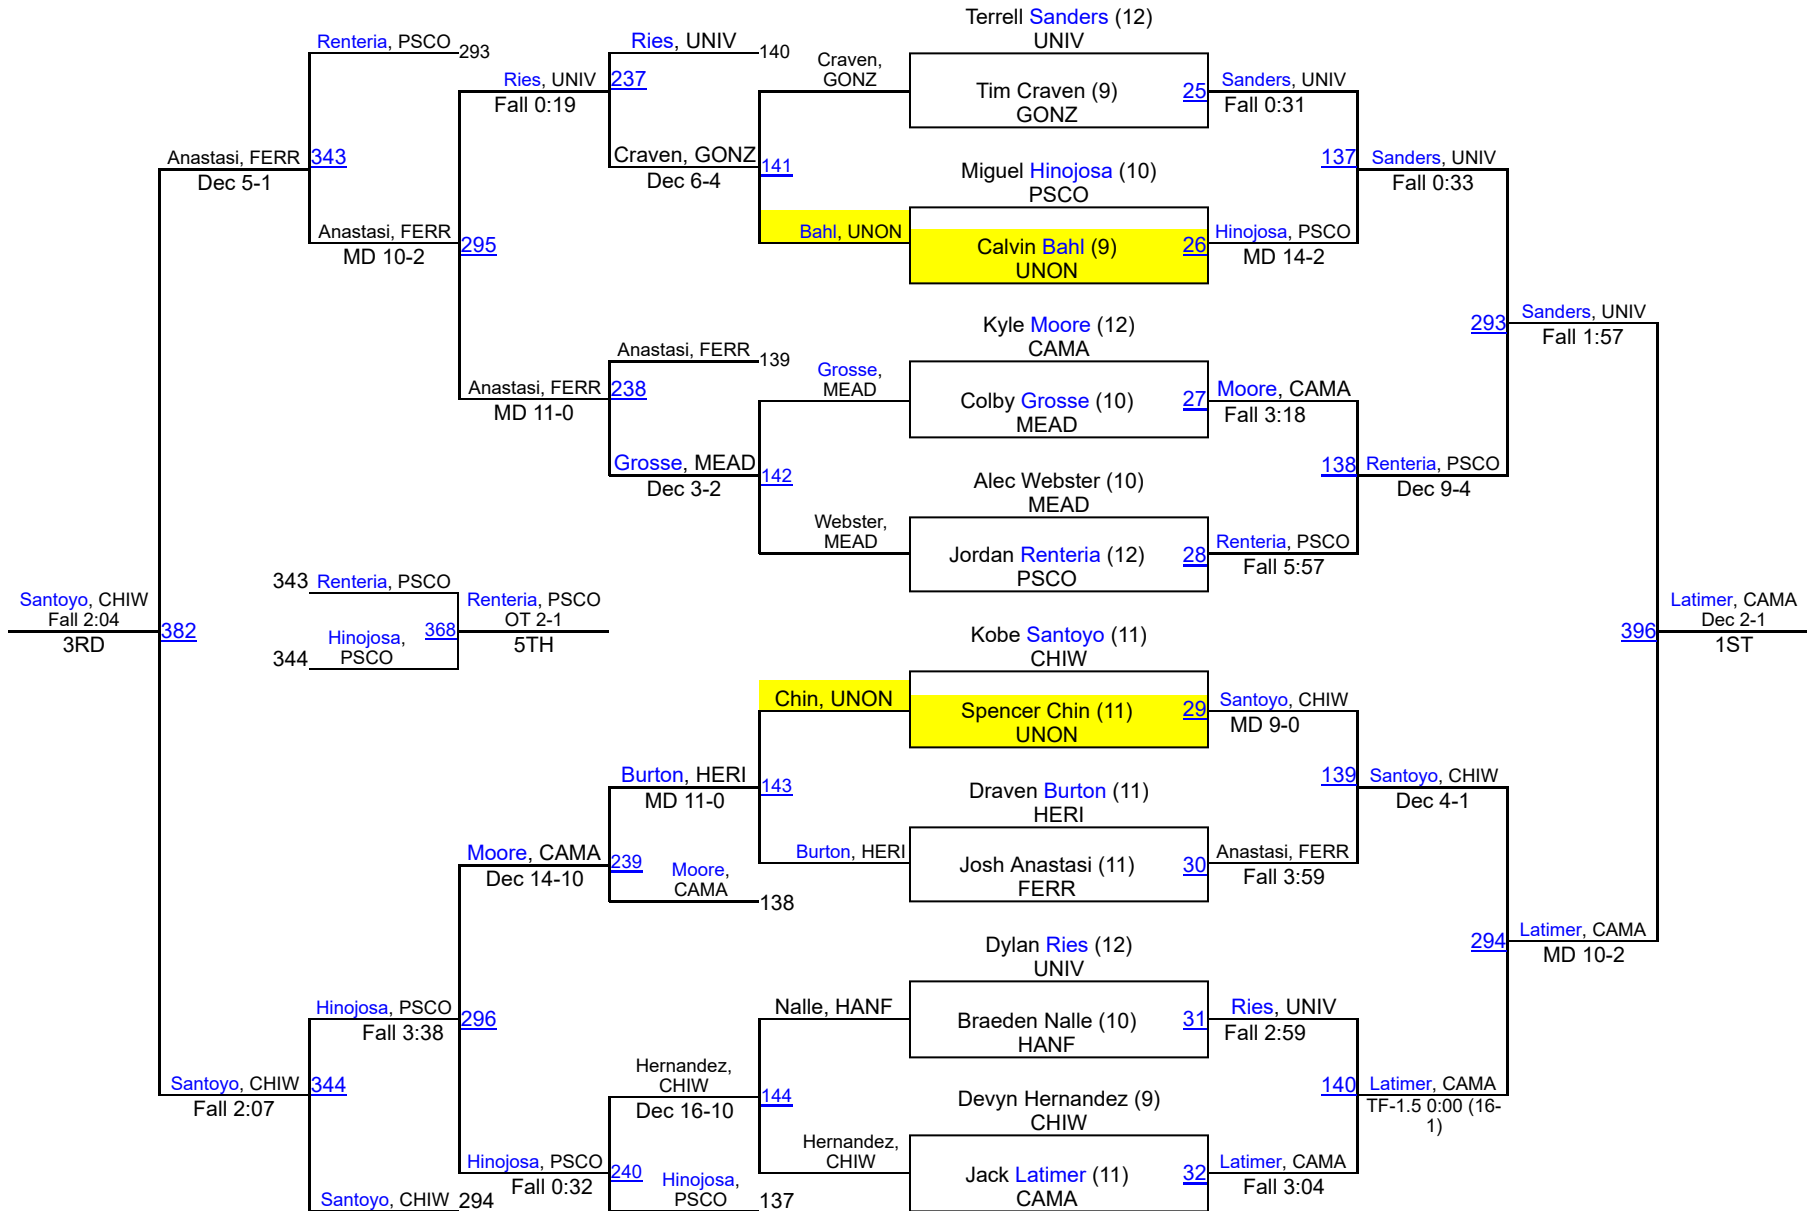 Terrell Sanders (12)
UNIV
Renteria, PSCO
293
Ries, UNIV
140
Craven,
GONZ
Ries, UNIV
Fall 0:19
237
Tim Craven (9)
GONZ
25
Sanders, UNIV
Fall 0:31
Anastasi, FERR
Dec 5-1
343
Craven, GONZ
Dec 6-4
141
Miguel Hinojosa (10)
PSCO
137
Sanders, UNIV
Fall 0:33
Anastasi, FERR
MD 10-2
295
Bahl, UNON
Calvin Bahl (9)
UNON
26
Hinojosa, PSCO
MD 14-2
Kyle Moore (12)
CAMA
293
Sanders, UNIV
Fall 1:57
Anastasi, FERR
139
Anastasi, FERR
MD 11-0
238
Grosse,
MEAD
Colby Grosse (10)
MEAD
27
Moore, CAMA
Fall 3:18
Grosse, MEAD
Dec 3-2
142
Alec Webster (10)
MEAD
138
Renteria, PSCO
Dec 9-4
Webster,
MEAD
Jordan Renteria (12)
PSCO
28
Renteria, PSCO
Fall 5:57
343
Renteria, PSCO
Santoyo, CHIW
Fall 2:04
3RD
382
Hinojosa,
PSCO
344
368
Renteria, PSCO
OT 2-1
5TH
Kobe Santoyo (11)
CHIW
396
Latimer, CAMA
Dec 2-1
1ST
Chin, UNON
Spencer Chin (11)
UNON
29
Santoyo, CHIW
MD 9-0
Burton, HERI
MD 11-0
143
Draven Burton (11)
HERI
139
Santoyo, CHIW
Dec 4-1
Moore, CAMA
Dec 14-10
239
Moore,
CAMA
138
Burton, HERI
Josh Anastasi (11)
FERR
30
Anastasi, FERR
Fall 3:59
Dylan Ries (12)
UNIV
294
Latimer, CAMA
MD 10-2
Hinojosa, PSCO
Fall 3:38
296
Nalle, HANF
Braeden Nalle (10)
HANF
31
Ries, UNIV
Fall 2:59
Santoyo, CHIW
Fall 2:07
344
Hernandez,
CHIW
Dec 16-10
144
Devyn Hernandez (9)
CHIW
140
Latimer, CAMA
TF-1.5 0:00 (16-
1)
Hinojosa, PSCO
Fall 0:32
240
Hinojosa,
PSCO
137
Hernandez,
CHIW
Jack Latimer (11)
CAMA
32
Latimer, CAMA
Fall 3:04
Santoyo, CHIW
294